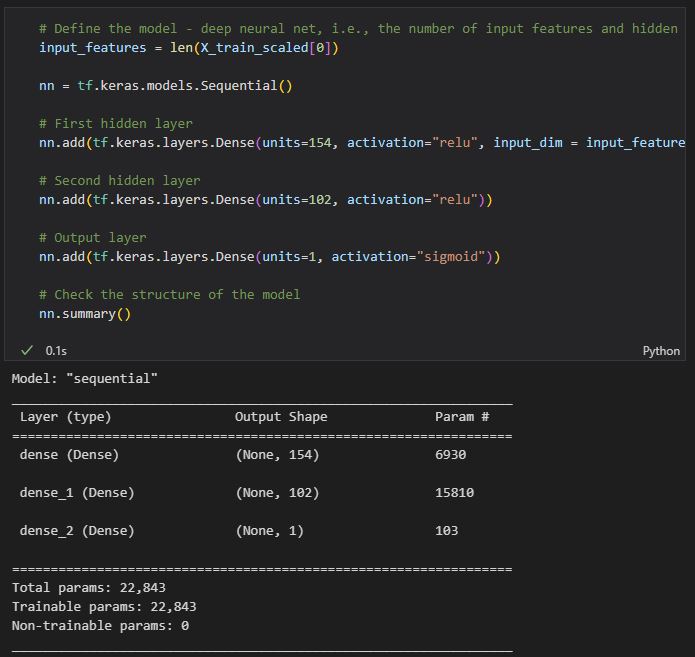 # Define the model - deep neural net, i.e., the number of input features and hidden
input_features = len(X_train_scaled[0])
nn = tf.keras.models.Sequential()
# First hidden layer
nn.add(tf.keras.layers.Dense(units=154, activation="relu", input_dim = input_feature
# Second hidden layer
nn.add(tf.keras.layers.Dense(units=102, activation="relu"))
# Output layer
nn.add(tf.keras.layers.Dense(units=1, activation="sigmoid"))
# Check the structure of the model
nn.summary()
✓ 0.1s Python
Model: "sequential"
_________________________________________________________________
Layer (type) Output Shape Param #
=================================================================
dense (Dense) (None, 154) 6930
dense_1 (Dense) (None, 102) 15810
dense_2 (Dense) (None, 1) 103
=================================================================
Total params: 22,843
Trainable params: 22,843
Non-trainable params: 0
_________________________________________________________________